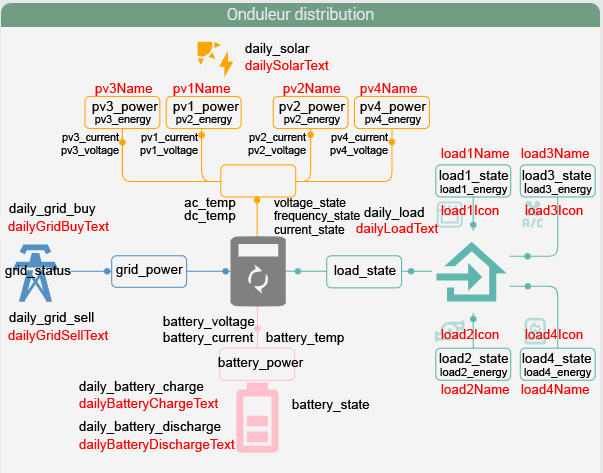 Onduleur distribution
daily_solar
dailySolarText
pv3Name
pv1Name
pv2Name
pv4Name
pv3_power
pv3_energy
pv1_power
pv2_energy
pv2_power
pv2_energy
pv4_power
pv4_energy
pv3_current
pv3_voltage
pv1_current
pv1_voltage
pv2_current
pv2_voltage
pv4_current
pv4_voltage
load1Name
load3Name
load1_state
load1_energy
load3_state
load3_energy
load1Icon
load3Icon
A/C
ac_temp
dc_temp
voltage_state
frequency_state
current_state
daily_load
dailyLoadText
daily_grid_buy
dailyGridBuyText
grid_status
grid_power
load_state
daily_grid_sell
dailyGridSellText
battery_voltage
battery_current
battery_temp
battery_power
load2Icon
load4Icon
load2_state
load2_energy
load4_state
load4_energy
load2Name
load4Name
daily_battery_charge
dailyBatteryChargeText
battery_state
daily_battery_discharge
dailyBatteryDischargeText